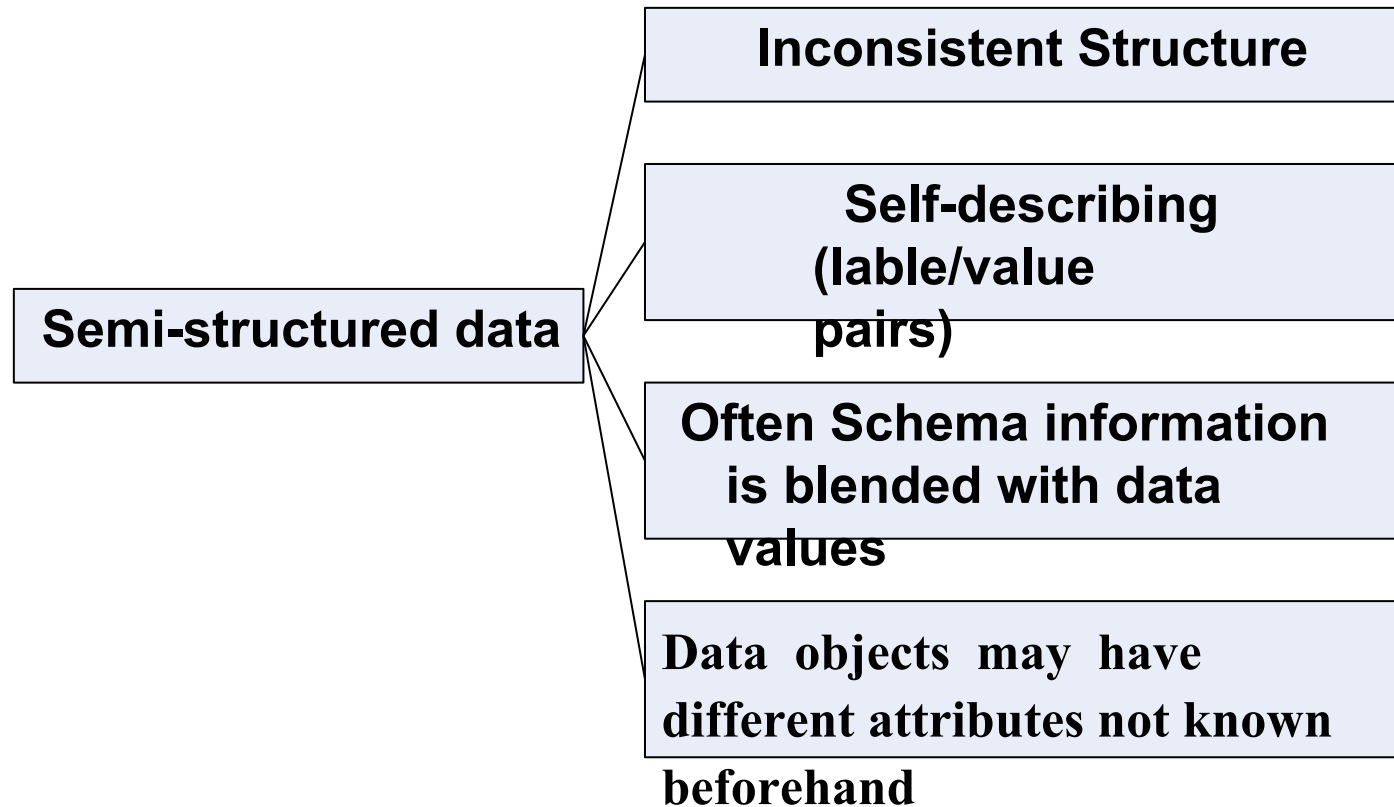 Inconsistent Structure
Self-describing
(lable/value
pairs)
Semi-structured data
Often Schema information
is blended with data
values
Data objects may have
different attributes not known
beforehand